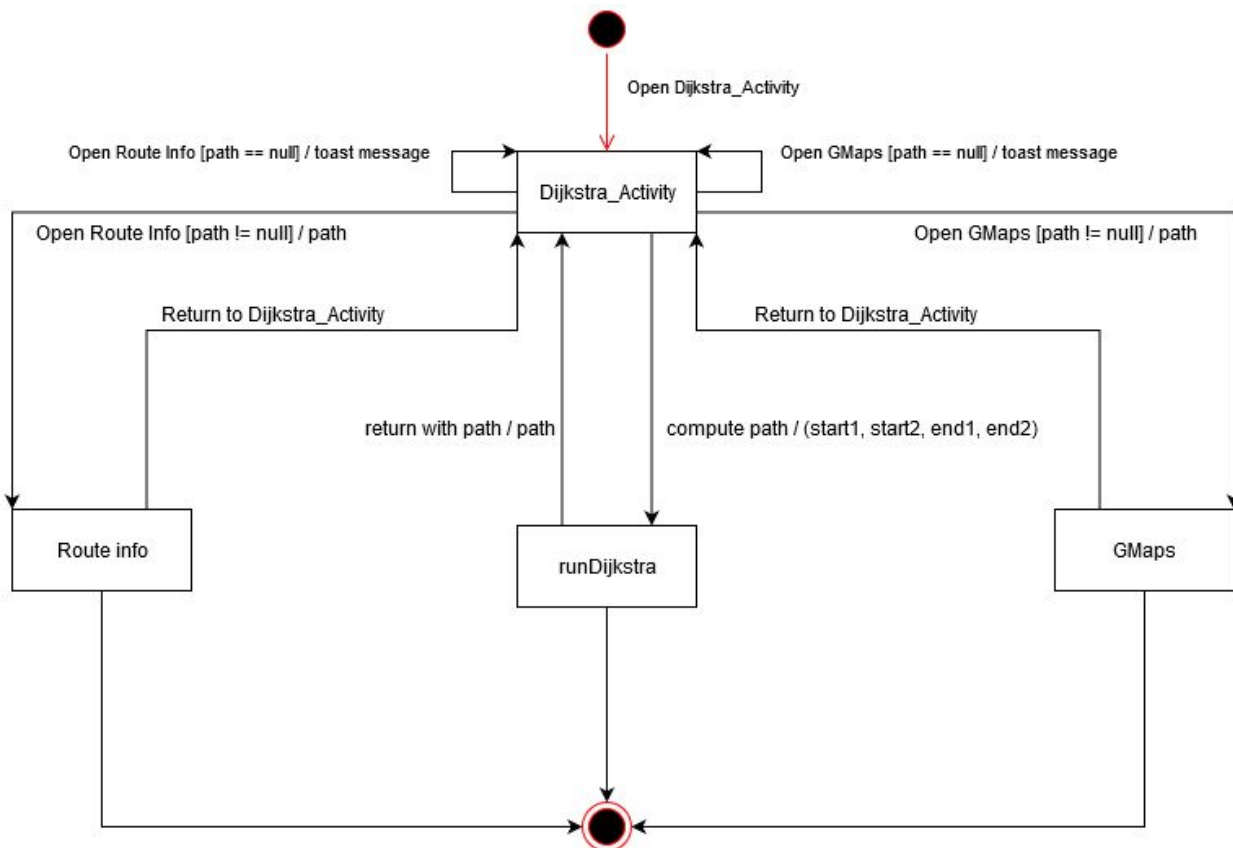 Open Dijkstra_Activity
Open Route Info [path == null] / toast message
Open GMaps [path == null] / toast message
Dijkstra_Activity
Open Route Info [path != null] / path
Open GMaps [path != null] / path
Return to Dijkstra_Activity
Return to Dijkstra_Activity
return with path / path
compute path / (start1, start2, end1, end2)
Route info
runDijkstra
GMaps